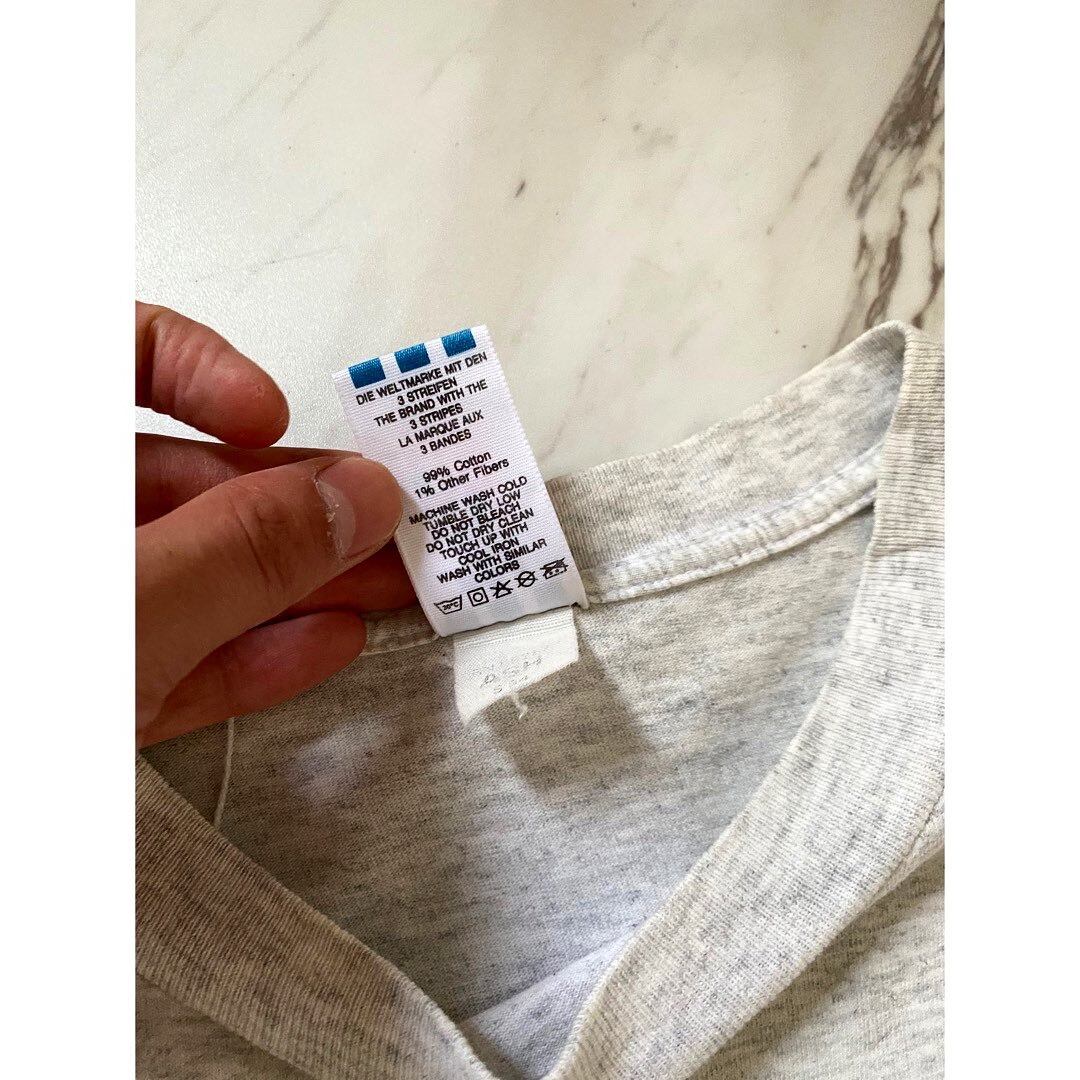 DIE WELTMARKE MIT DEN
3 STREIFEN
THE BRAND WITH THE
3 STRIPES
LA MARQUE AUX
3 BANDES
99% Cotton
1% Other Fibers
MACHINE WASH COLD
TUMBLE DRY LOW
DO NOT BLEACH
DO NOT DRY CLEAN
TOUCH UP WITH
COOL IRON
WASH WITH SIMILAR
COLORS
30°C